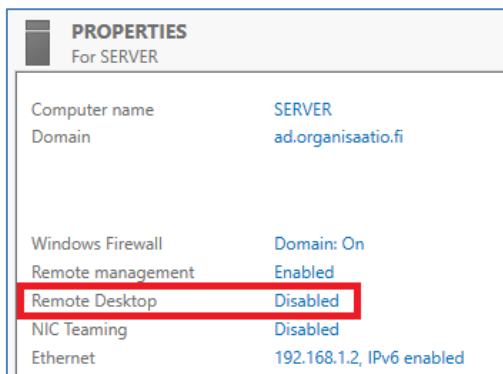 PROPERTIES
For SERVER
Computer name SERVER
Domain ad.organisaatio.fi
Windows Firewall Domain: On
Remote management Enabled
Remote Desktop Disabled
NIC Teaming Disabled
Ethernet 192.168.1.2, IPv6 enabled